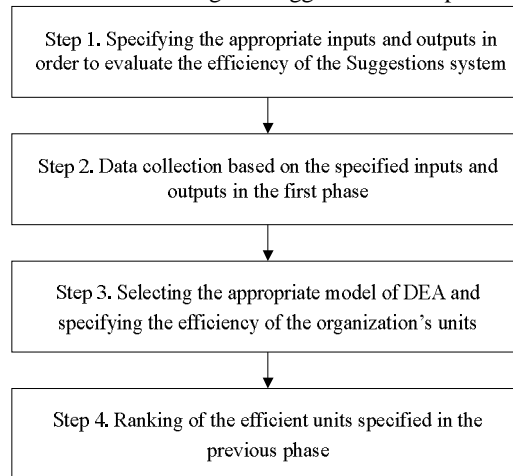 Step 1. Specifying the appropriate inputs and outputs in
order to evaluate the efficiency of the Suggestions system
Step 2. Data collection based on the specified inputs and
outputs in the first phase
Step 3. Selecting the appropriate model of DEA and
specifying the efficiency of the organization's units
Step 4. Ranking of the efficient units specified in the
previous phase